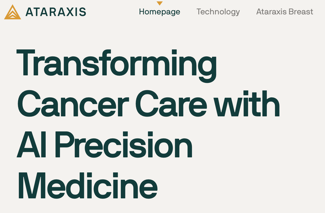 ATARAXIS
Homepage Technology Ataraxis Breast
Transforming
Cancer Care with
AI Precision
Medicine